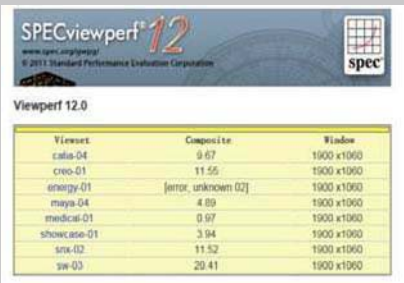 SPECviewperf® 12
www.spec.org/gwpg/
© 2011 Standard Performance Evaluation Corporation
spec
Viewperf 12.0
Viewset Composite Window
catia-04 9.67 1900 x1060
creo-01 11.55 1900 x1060
energy-01 [error, unknown 02] 1900 x1060
maya-04 4.89 1900 x1060
medical-01 0.97 1900 x1060
showcase-01 3.94 1900 x1060
snx-02 11.52 1900 x1060
sw-03 20.41 1900 x1060